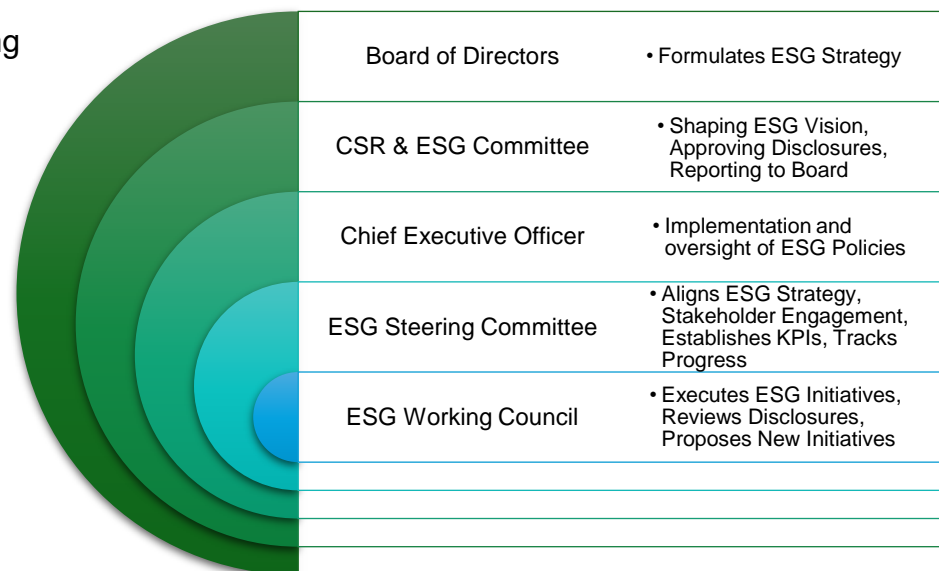 ng
Board of Directors
• Formulates ESG Strategy
CSR & ESG Committee
• Shaping ESG Vision,
Approving Disclosures,
Reporting to Board
Chief Executive Officer
• Implementation and
oversight of ESG Policies
ESG Steering Committee
• Aligns ESG Strategy,
Stakeholder Engagement,
Establishes KPIs, Tracks
Progress
ESG Working Council
• Executes ESG Initiatives,
Reviews Disclosures,
Proposes New Initiatives